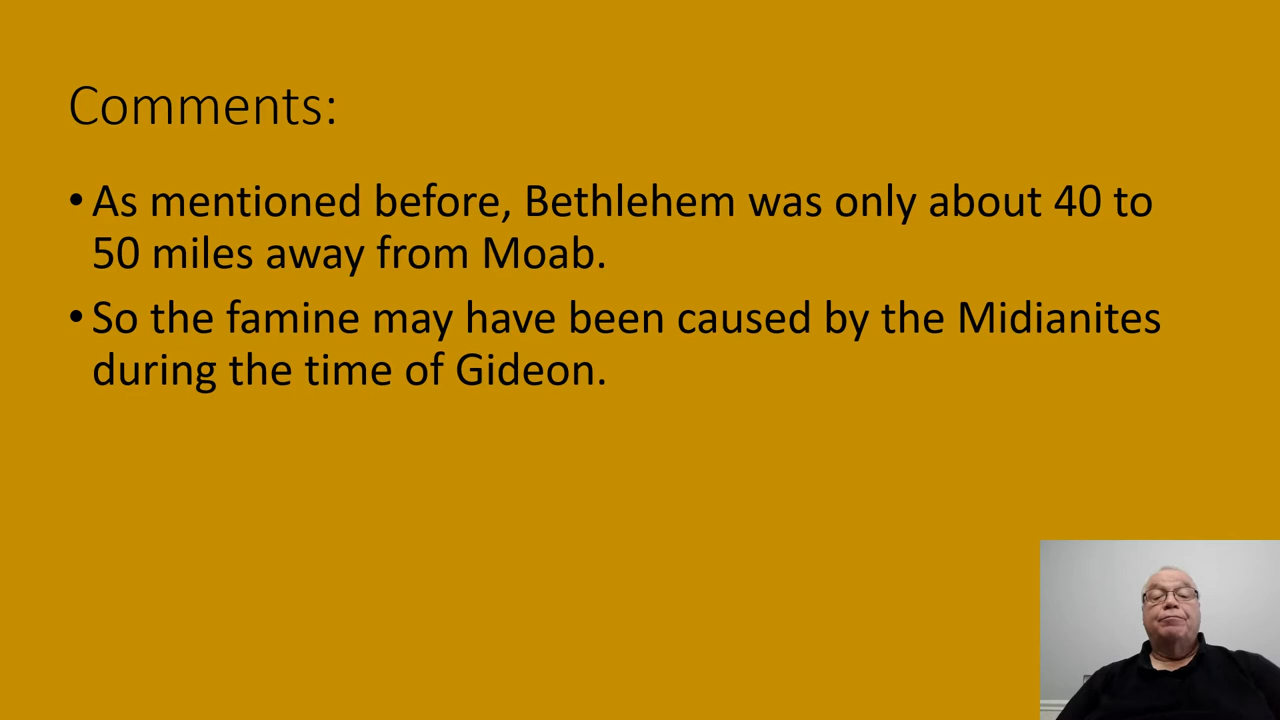 Comments:
• As mentioned before, Bethlehem was only about 40 to
50 miles away from Moab.
• So the famine may have been caused by the Midianites
during the time of Gideon.